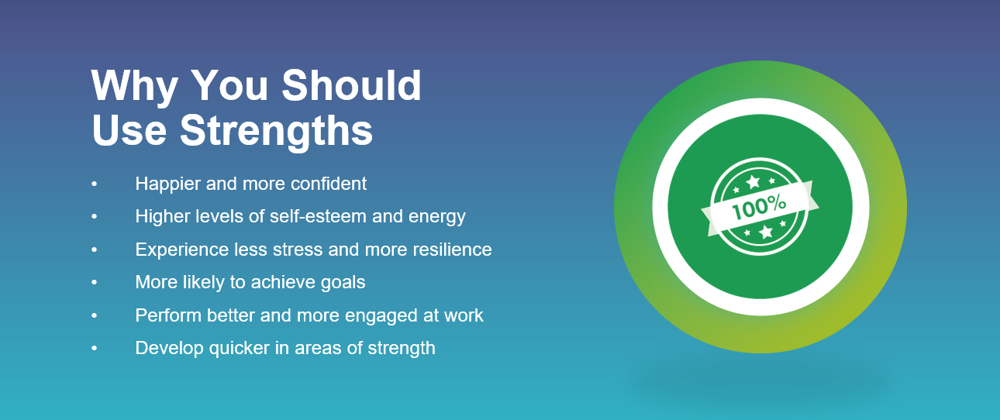 Why You Should
Use Strengths
• Happier and more confident
• Higher levels of self-esteem and energy
• Experience less stress and more resilience
• More likely to achieve goals
• Perform better and more engaged at work
• Develop quicker in areas of strength
100%